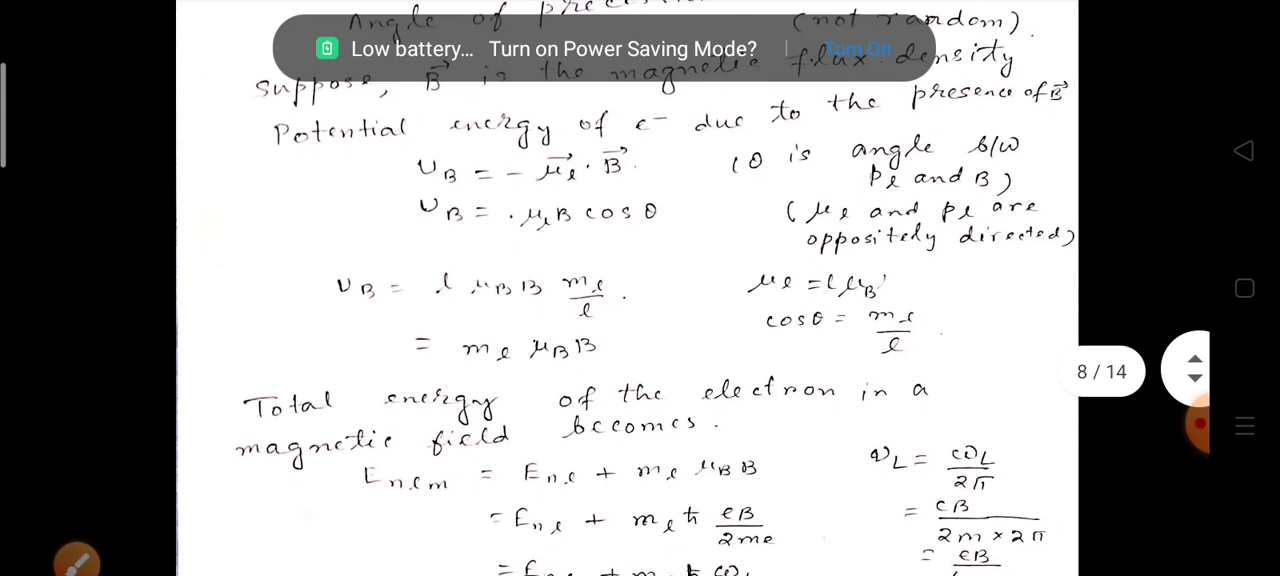 Angle of
(not random).
Low battery... Turn on Power Saving Mode? Turn On
suppose, B⃗ is the magnetic flux density
Potential energy of e⁻ due to the presence of B⃗
U_B = - μ_l⃗ · B⃗. (θ is angle b/w
p_l and B)
U_B = . μ_l B cos θ (μ_l and p_l are
oppositely directed)
U_B = l μ_B B m_l/l . μ_l = l μ_B
cos θ = m_l/l
= m_l μ_B B
8 / 14
Total energy of the electron in a
magnetic field becomes.
E_nlm = E_nl + m_l μ_B B ν_L = ω_L/2π
= E_nl + m_l ħ eB/2me = eB/2m × 2π
= eB